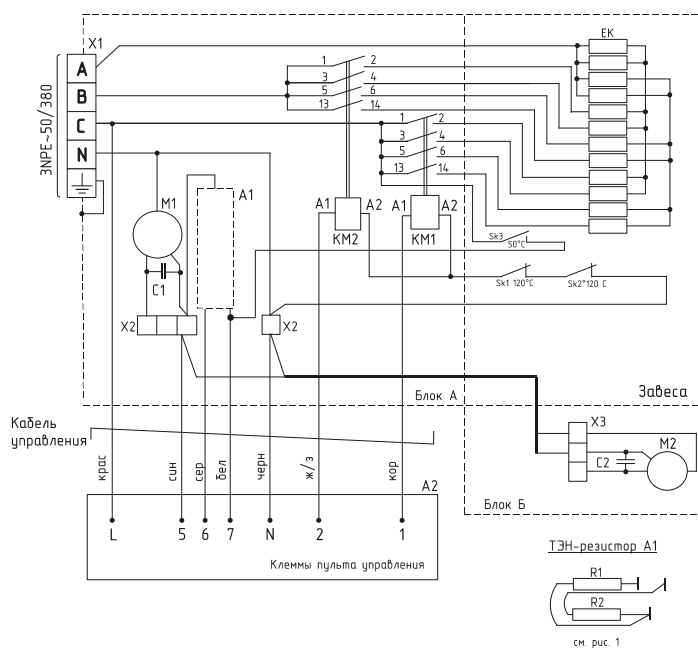 X1
3NPE~50/380
A
B
C
N
EK
1 2
3 4
5 6
13 14
1 2
3 4
5 6
13 14
M1
A1
A1 A2
KM2
A1 A2
KM1
Sk3
50°C
C1
Sk1 120°C
Sk2°120 C
X2
X2
Блок А
Завеса
Кабель
управления
X3
M2
C2
крас
син
сер
бел
черн
ж/з
кор
A2
Блок Б
L 5 6 7 N 2 1
Клеммы пульта управления
ТЭН-резистор А1
R1
R2
см. рис. 1